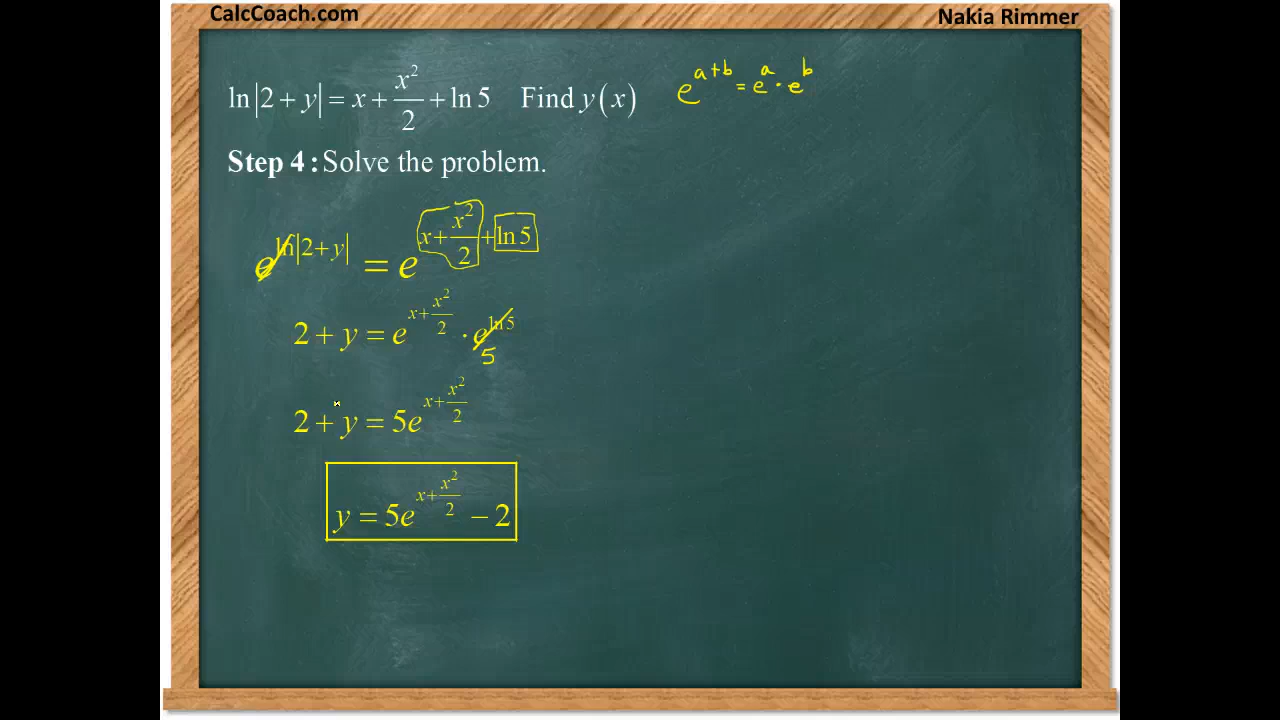 CalcCoach.com
Nakia Rimmer
ln|2 + y| = x + x²/2 + ln 5 Find y(x)
e^(a+b) = e^a · e^b
Step 4: Solve the problem.
e^(ln|2+y|) = e^(x+x²/2+ln 5)
2 + y = e^(x+x²/2) · e^(ln 5)
5
2 + y = 5e^(x+x²/2)
y = 5e^(x+x²/2) − 2